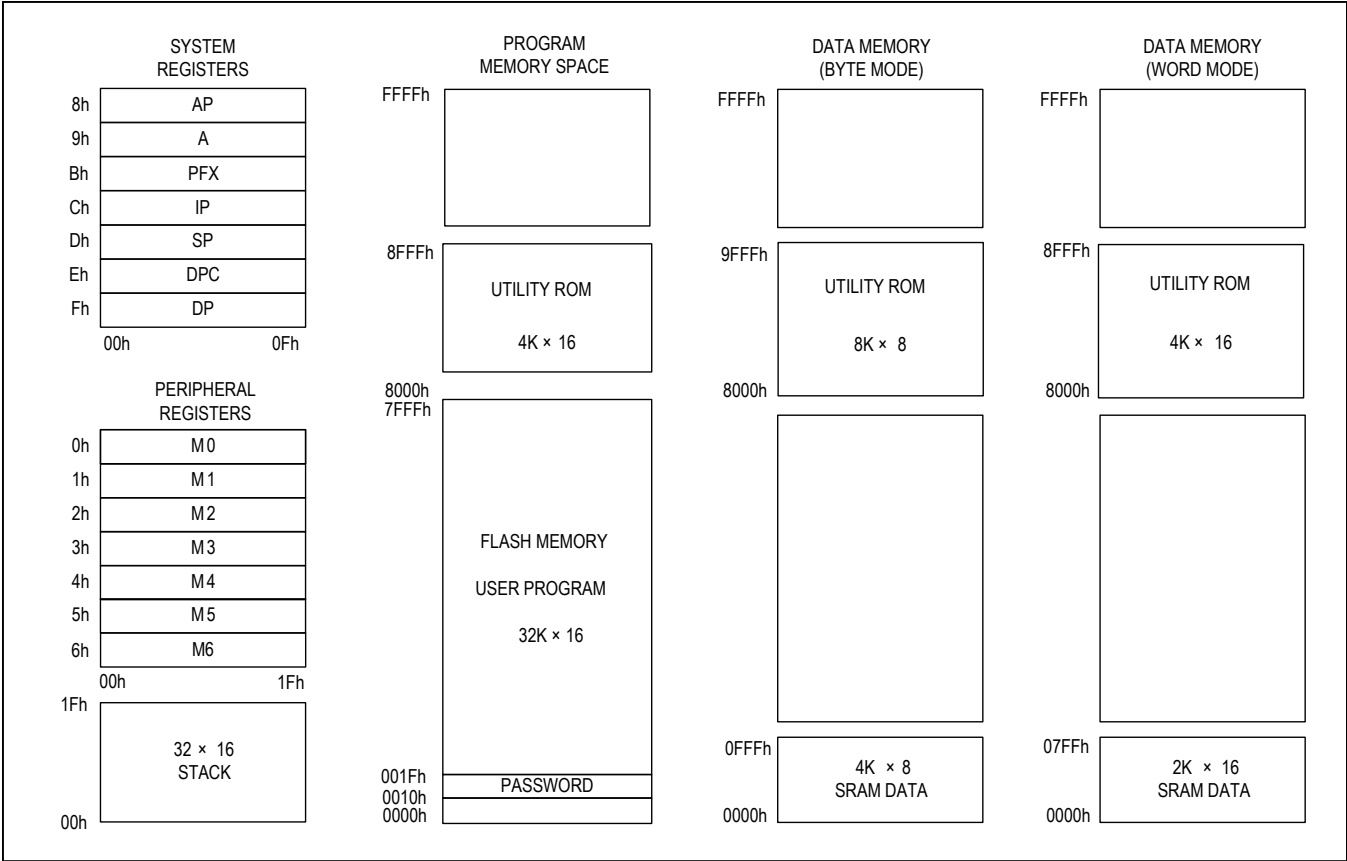 SYSTEM
REGISTERS
8h AP
9h A
Bh PFX
Ch IP
Dh SP
Eh DPC
Fh DP
00h 0Fh
PERIPHERAL
REGISTERS
0h M0
1h M1
2h M2
3h M3
4h M4
5h M5
6h M6
00h 1Fh
1Fh
32 × 16
STACK
00h
PROGRAM
MEMORY SPACE
FFFFh
8FFFh
UTILITY ROM
4K × 16
8000h
7FFFh
FLASH MEMORY
USER PROGRAM
32K × 16
001Fh
PASSWORD
0010h
0000h
DATA MEMORY
(BYTE MODE)
FFFFh
9FFFh
UTILITY ROM
8K × 8
8000h
0FFFh
4K × 8
SRAM DATA
0000h
DATA MEMORY
(WORD MODE)
FFFFh
8FFFh
UTILITY ROM
4K × 16
8000h
07FFh
2K × 16
SRAM DATA
0000h